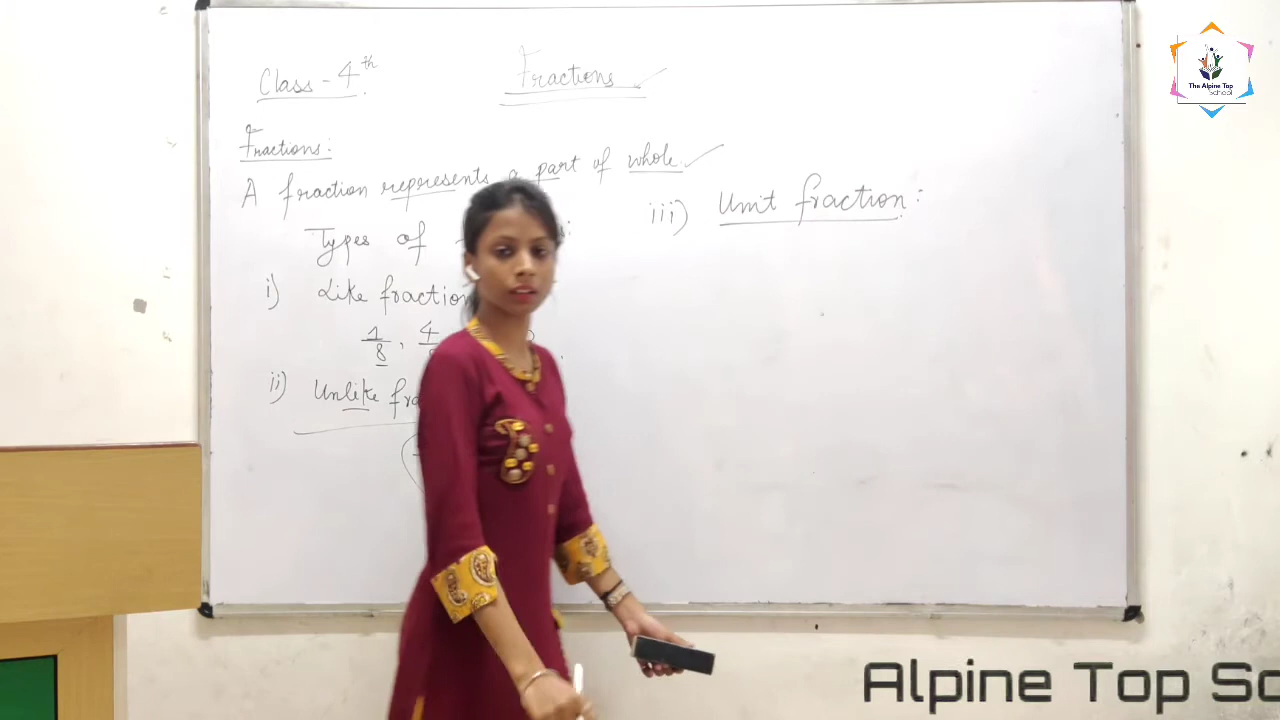 Class - 4th
Fractions
Fractions:
A fraction represents a part of whole.
Types of
i) Like fraction
1/8, 4/
ii) Unlike fra
iii) Unit fraction:
The Alpine Top
School
Alpine Top Sc